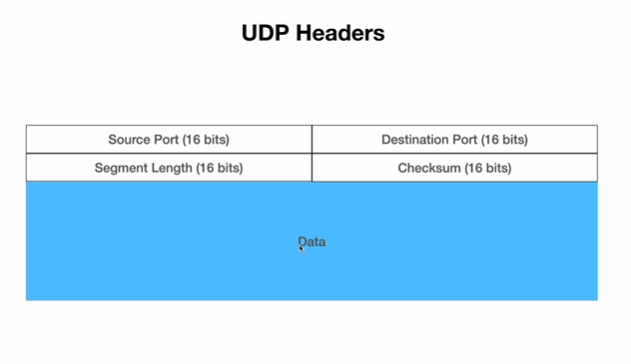 UDP Headers
Source Port (16 bits) Destination Port (16 bits)
Segment Length (16 bits) Checksum (16 bits)
Data